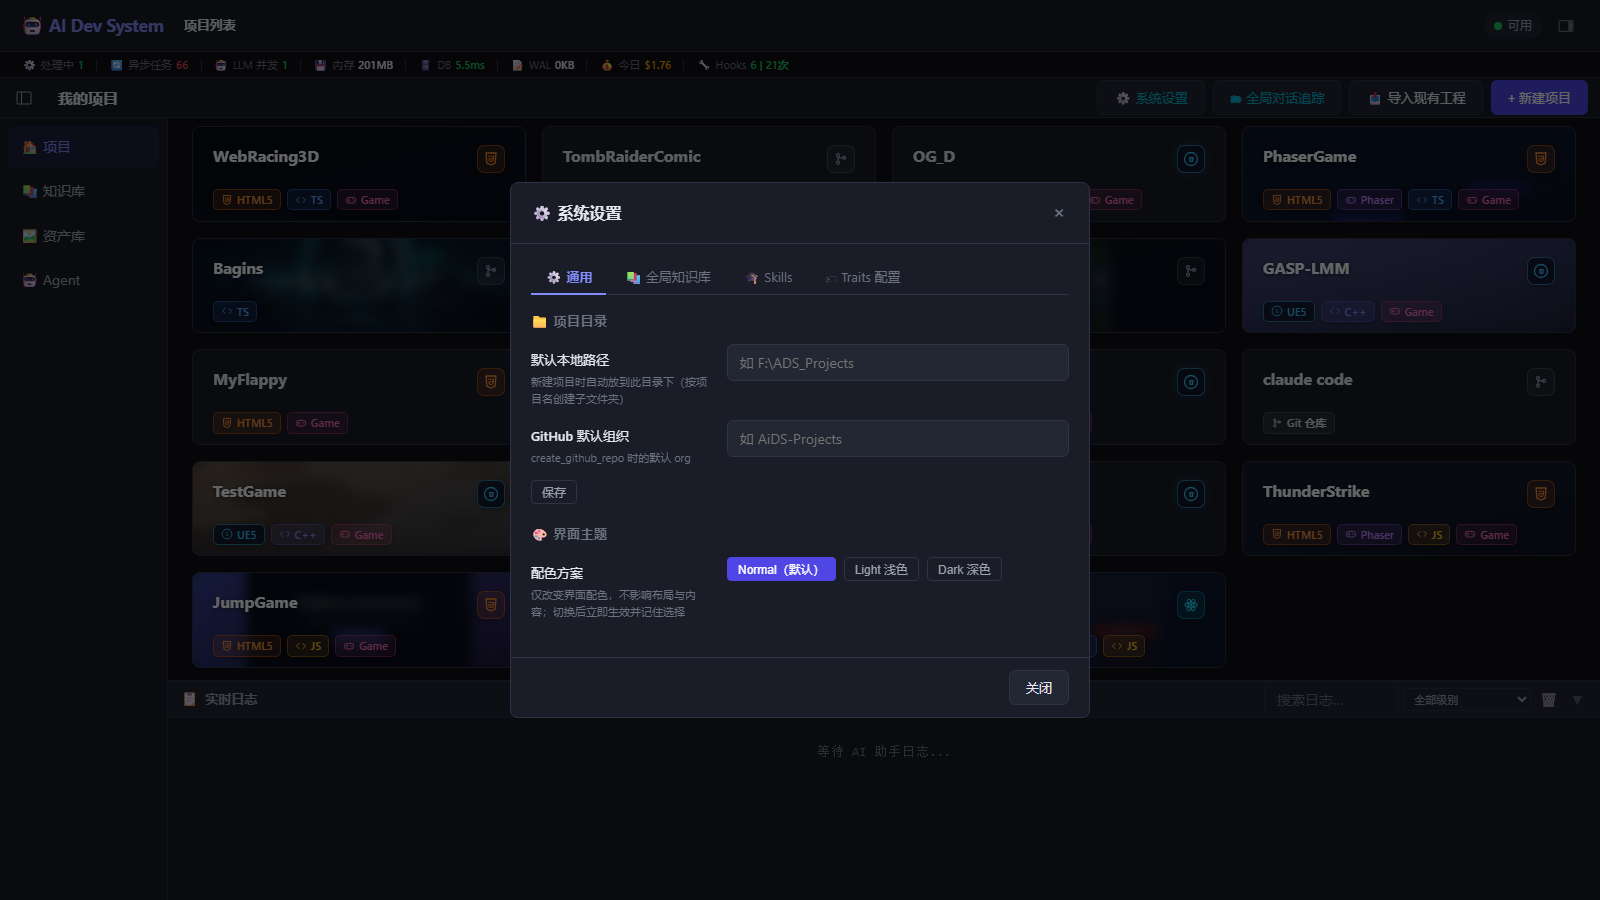 AI Dev System 项目列表
可用
处理中 1 异步任务 66 LLM 并发 1 内存 201MB DB 5.5ms WAL 0KB 今日 $1.76 Hooks 6 | 21次
我的项目
系统设置 全局对话追踪 导入现有工程 + 新建项目
项目
知识库
资产库
Agent
WebRacing3D
HTML5 TS Game
TombRaiderComic
OG_D
Game
PhaserGame
HTML5 Phaser TS Game
Bagins
TS
GASP-LMM
UE5 C++ Game
MyFlappy
HTML5 Game
claude code
Git 仓库
TestGame
UE5 C++ Game
ThunderStrike
HTML5 Phaser JS Game
JumpGame
HTML5 JS Game
JS
系统设置
×
通用 全局知识库 Skills Traits 配置
项目目录
默认本地路径
如 F:\ADS_Projects
新建项目时自动放到此目录下（按项
目名创建子文件夹）
GitHub 默认组织
如 AiDS-Projects
create_github_repo 时的默认 org
保存
界面主题
配色方案
Normal（默认） Light 浅色 Dark 深色
仅改变界面配色，不影响布局与内
容；切换后立即生效并记住选择
关闭
实时日志
搜索日志...
全部级别
等待 AI 助手日志...